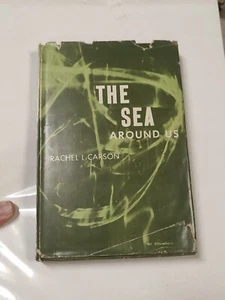 THE
SEA
AROUND US
RACHEL L. CARSON